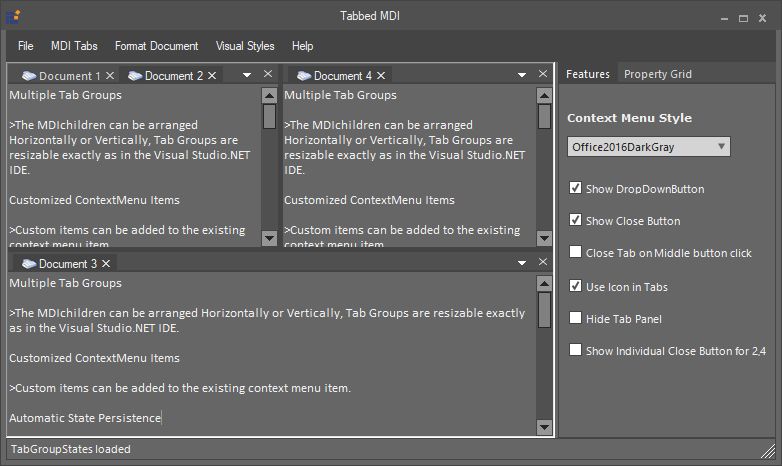 Tabbed MDI
File MDI Tabs Format Document Visual Styles Help
Document 1 Document 2
Multiple Tab Groups
>The MDIchildren can be arranged
Horizontally or Vertically, Tab Groups are
resizable exactly as in the Visual Studio.NET
IDE.
Customized ContextMenu Items
>Custom items can be added to the existing
context menu item.
Document 4
Multiple Tab Groups
>The MDIchildren can be arranged
Horizontally or Vertically, Tab Groups are
resizable exactly as in the Visual Studio.NET
IDE.
Customized ContextMenu Items
>Custom items can be added to the existing
context menu item.
Document 3
Multiple Tab Groups
>The MDIchildren can be arranged Horizontally or Vertically, Tab Groups are resizable exactly
as in the Visual Studio.NET IDE.
Customized ContextMenu Items
>Custom items can be added to the existing context menu item.
Automatic State Persistence
Features Property Grid
Context Menu Style
Office2016DarkGray
Show DropDownButton
Show Close Button
Close Tab on Middle button click
Use Icon in Tabs
Hide Tab Panel
Show Individual Close Button for 2,4
TabGroupStates loaded